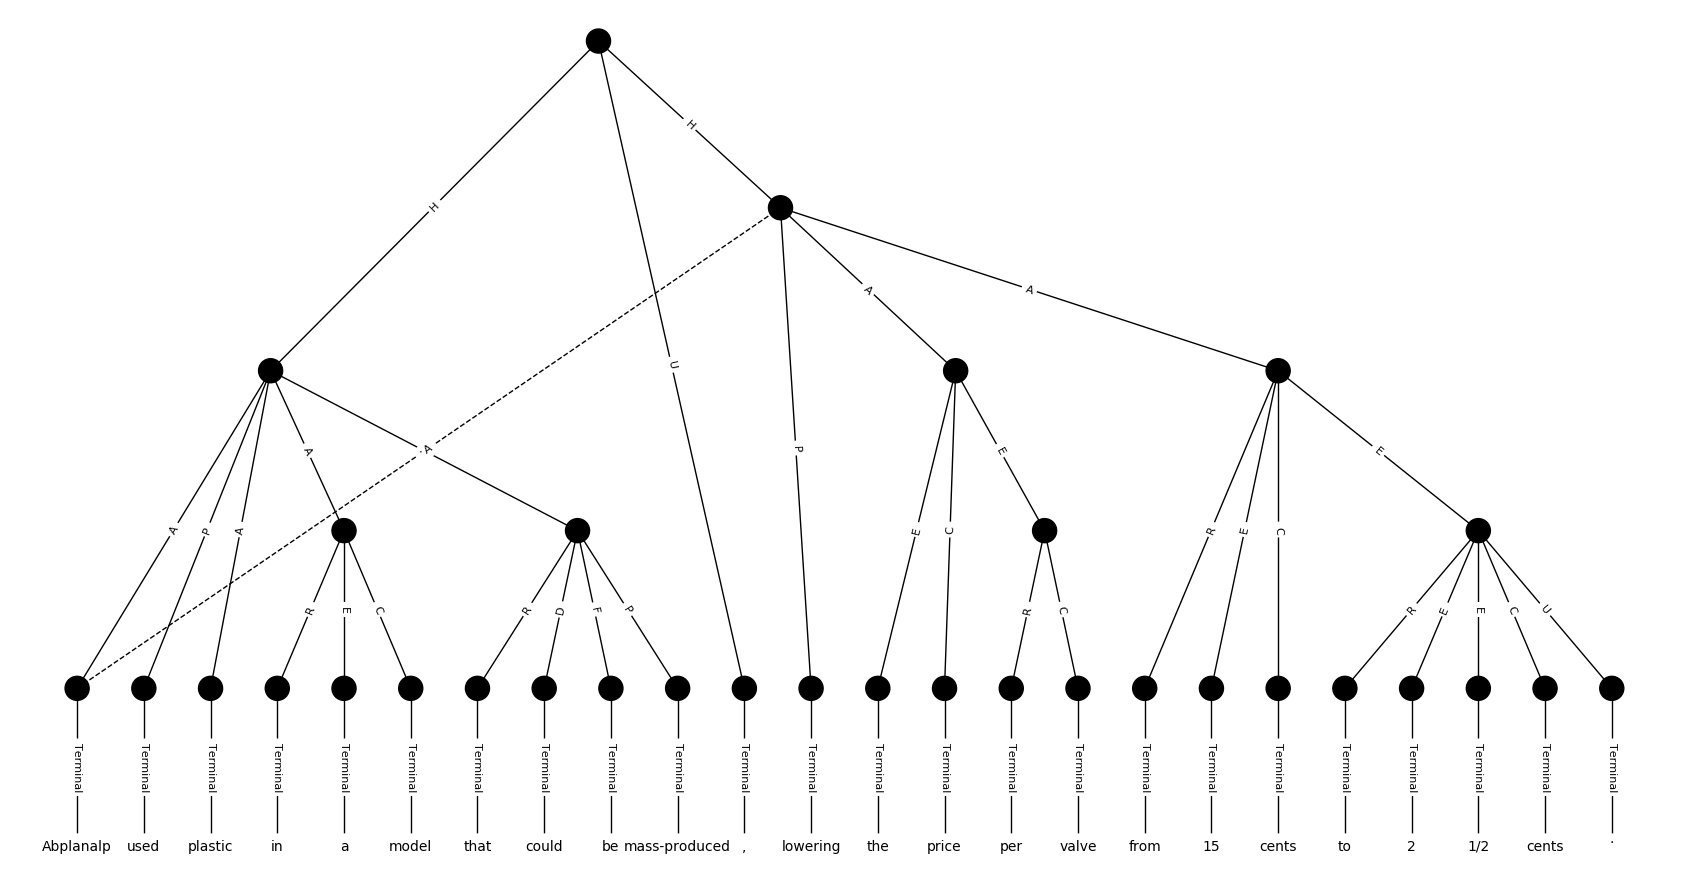 H
H
A
A
U
A
A
P
E
E
A
P
A
E
C
R
E
C
R
E
C
R
D
F
P
R
C
R
E
E
C
U
Terminal Terminal Terminal Terminal Terminal Terminal Terminal Terminal Terminal Terminal Terminal Terminal Terminal Terminal Terminal Terminal Terminal Terminal Terminal Terminal Terminal Terminal Terminal Terminal
Abplanalp used plastic in a model that could be mass-produced , lowering the price per valve from 15 cents to 2 1/2 cents .